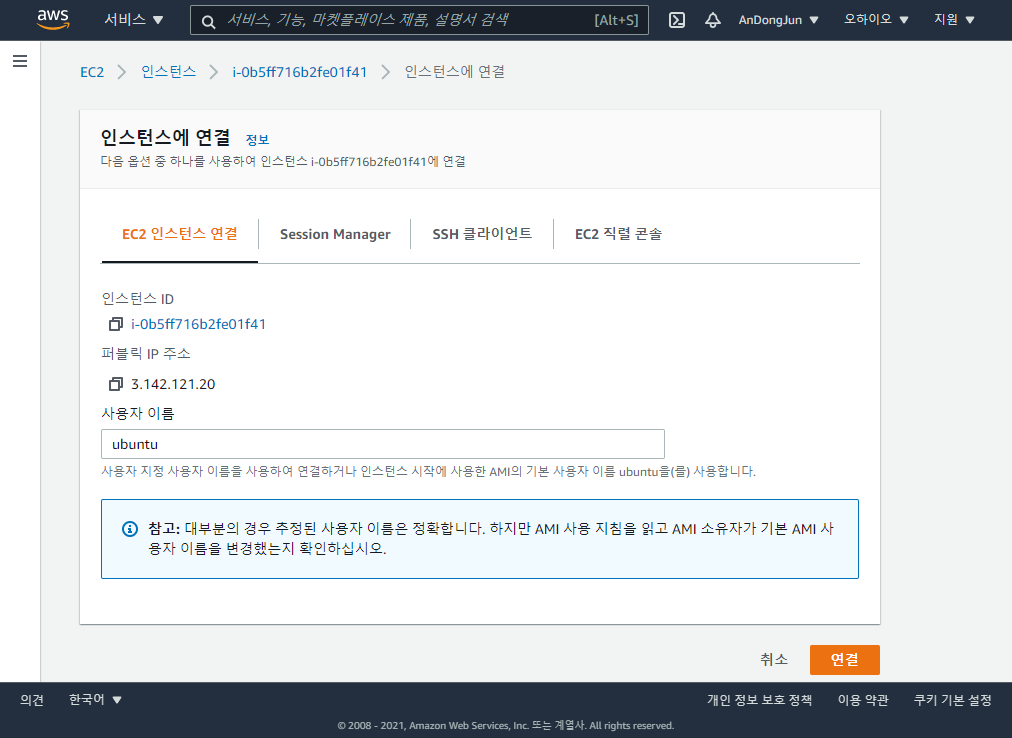 aws 서비스 ▼ 서비스, 기능, 마켓플레이스 제품, 설명서 검색 [Alt+S] AnDongJun ▼ 오하이오 ▼ 지원 ▼
EC2 > 인스턴스 > i-0b5ff716b2fe01f41 > 인스턴스에 연결
인스턴스에 연결 정보
다음 옵션 중 하나를 사용하여 인스턴스 i-0b5ff716b2fe01f41에 연결
EC2 인스턴스 연결 Session Manager SSH 클라이언트 EC2 직렬 콘솔
인스턴스 ID
i-0b5ff716b2fe01f41
퍼블릭 IP 주소
3.142.121.20
사용자 이름
ubuntu
사용자 지정 사용자 이름을 사용하여 연결하거나 인스턴스 시작에 사용한 AMI의 기본 사용자 이름 ubuntu을(를) 사용합니다.
참고: 대부분의 경우 추정된 사용자 이름은 정확합니다. 하지만 AMI 사용 지침을 읽고 AMI 소유자가 기본 AMI 사
용자 이름을 변경했는지 확인하십시오.
취소 연결
의견 한국어 ▼ 개인 정보 보호 정책 이용 약관 쿠키 기본 설정
© 2008 - 2021, Amazon Web Services, Inc. 또는 계열사. All rights reserved.